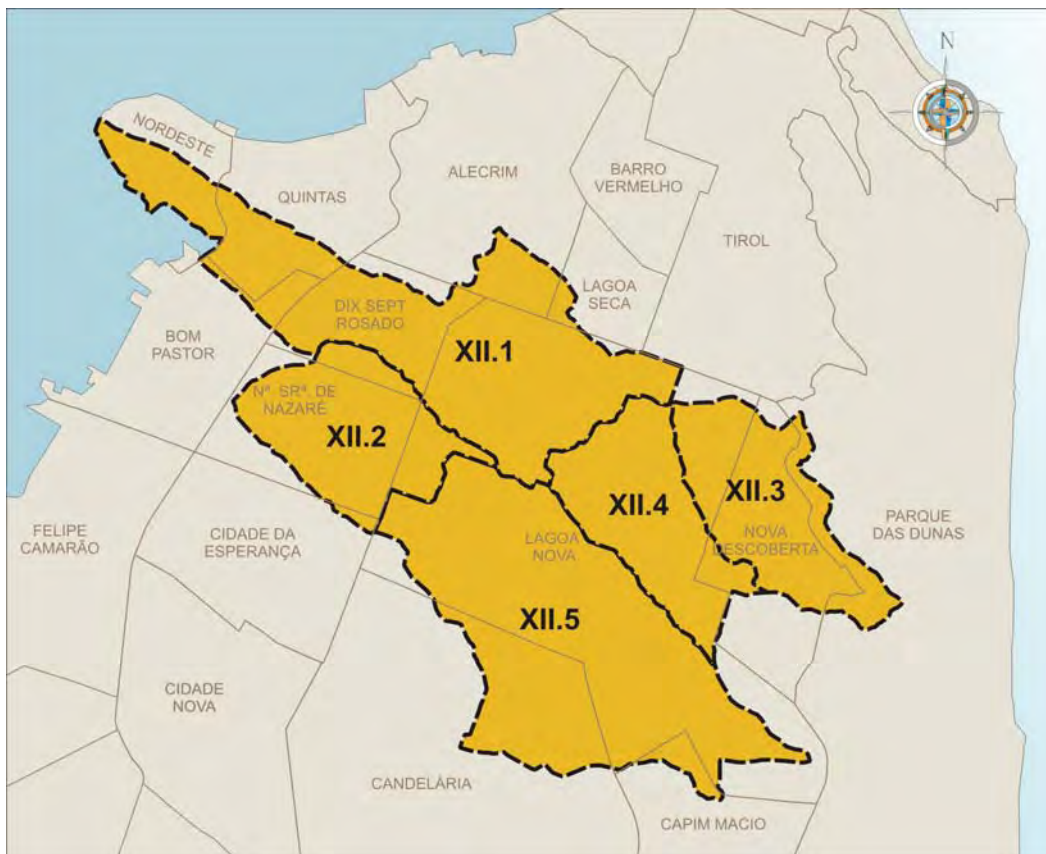 N
NORDESTE
QUINTAS
ALECRIM
BARRO
VERMELHO
TIROL
LAGOA
SECA
DIX SEPT
ROSADO
BOM
PASTOR
XII.1
Nª. SRª. DE
NAZARÉ
XII.2
XII.4
XII.3
FELIPE
CAMARÃO
CIDADE DA
ESPERANÇA
LAGOA
NOVA
NOVA
DESCOBERTA
PARQUE
DAS DUNAS
XII.5
CIDADE
NOVA
CANDELÁRIA
CAPIM MACIO